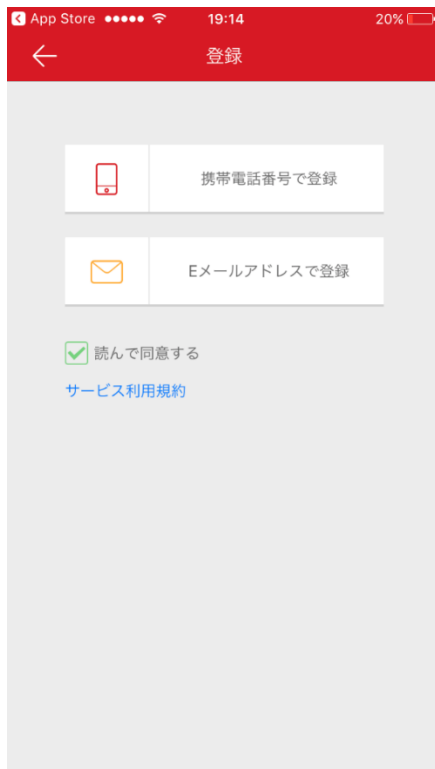 App Store 19:14 20%
登録
携帯電話番号で登録
Eメールアドレスで登録
読んで同意する
サービス利用規約